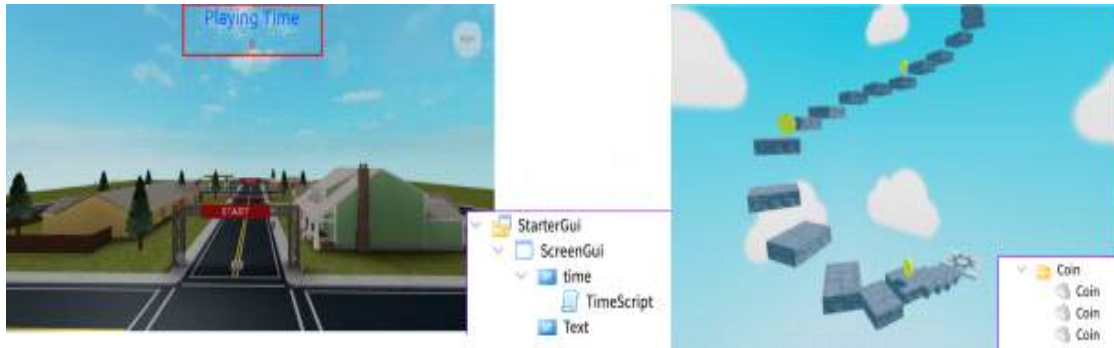 Playing Time
START
StarterGui
ScreenGui
time
TimeScript
Text
Coin
Coin
Coin
Coin